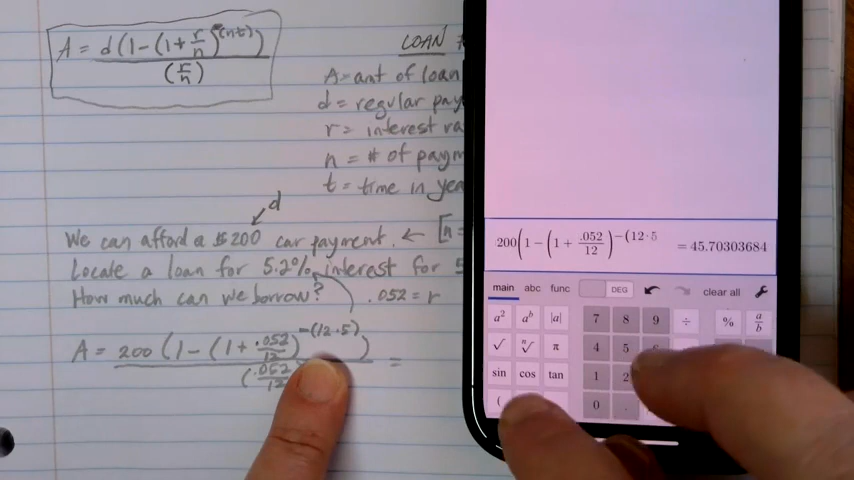 A = d(1-(1+r/n)^-(nt)) / (r/n)
LOAN
A = amt of loan
d = regular pay
r = interest ra
n = # of paym
t = time in yea
d
We can afford a $200 car payment. ← [n =
Locate a loan for 5.2% interest for 5
How much can we borrow? .052 = r
A = 200(1-(1+.052/12)^-(12·5)) / (.052/12 =
200(1-(1+.052/12)^-(12·5 = 45.70303684
main abc func DEG clear all
a² aᵇ |a| 7 8 9 ÷ % a/b
√ ⁿ√ π 4 5
sin cos tan 1 2
( 0 .